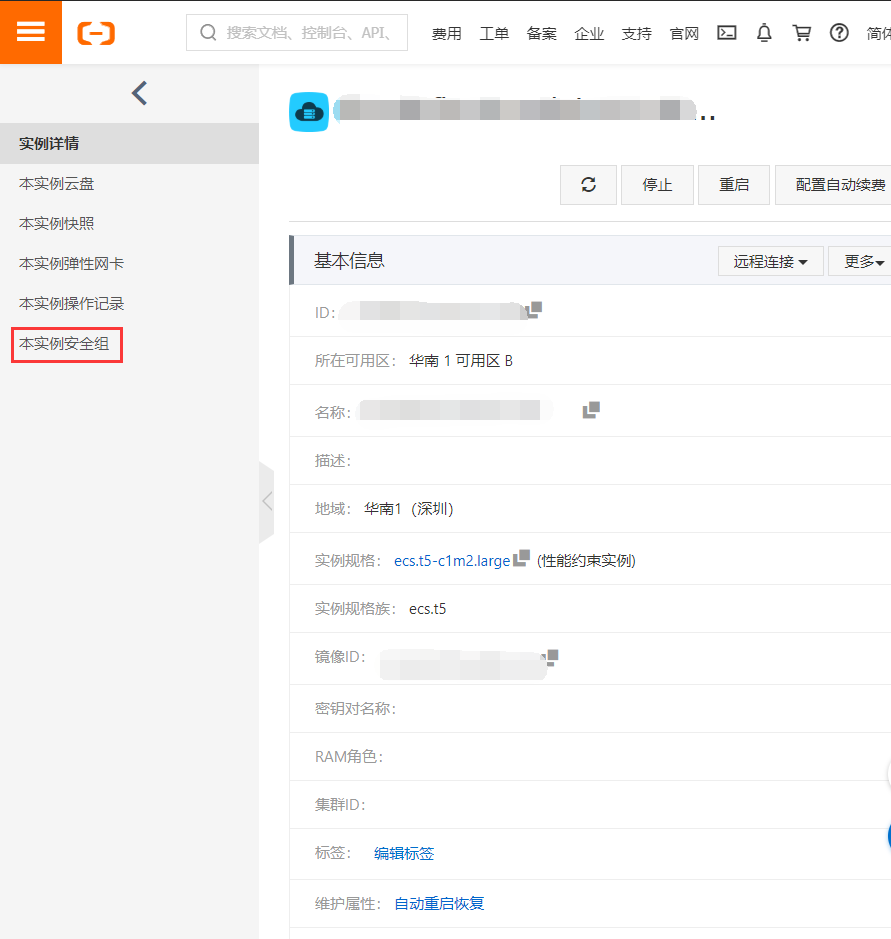 搜索文档、控制台、API、
费用 工单 备案 企业 支持 官网 简体
实例详情
本实例云盘
本实例快照
本实例弹性网卡
本实例操作记录
本实例安全组
停止 重启 配置自动续费
基本信息 远程连接 更多
ID:
所在可用区: 华南 1 可用区 B
名称:
描述:
地域: 华南1（深圳）
实例规格: ecs.t5-c1m2.large (性能约束实例)
实例规格族: ecs.t5
镜像ID:
密钥对名称:
RAM角色:
集群ID:
标签: 编辑标签
维护属性: 自动重启恢复